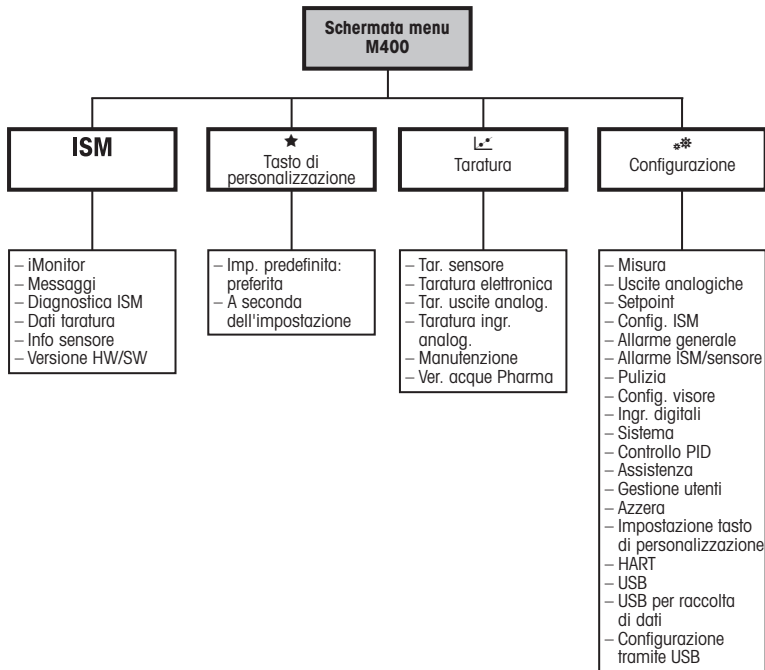 Schermata menu
M400
ISM
Tasto di
personalizzazione
Taratura
Configurazione
– iMonitor
– Messaggi
– Diagnostica ISM
– Dati taratura
– Info sensore
– Versione HW/SW
– Imp. predefinita:
preferita
– A seconda
dell'impostazione
– Tar. sensore
– Taratura elettronica
– Tar. uscite analog.
– Taratura ingr.
analog.
– Manutenzione
– Ver. acque Pharma
– Misura
– Uscite analogiche
– Setpoint
– Config. ISM
– Allarme generale
– Allarme ISM/sensore
– Pulizia
– Config. visore
– Ingr. digitali
– Sistema
– Controllo PID
– Assistenza
– Gestione utenti
– Azzera
– Impostazione tasto
di personalizzazione
– HART
– USB
– USB per raccolta
di dati
– Configurazione
tramite USB